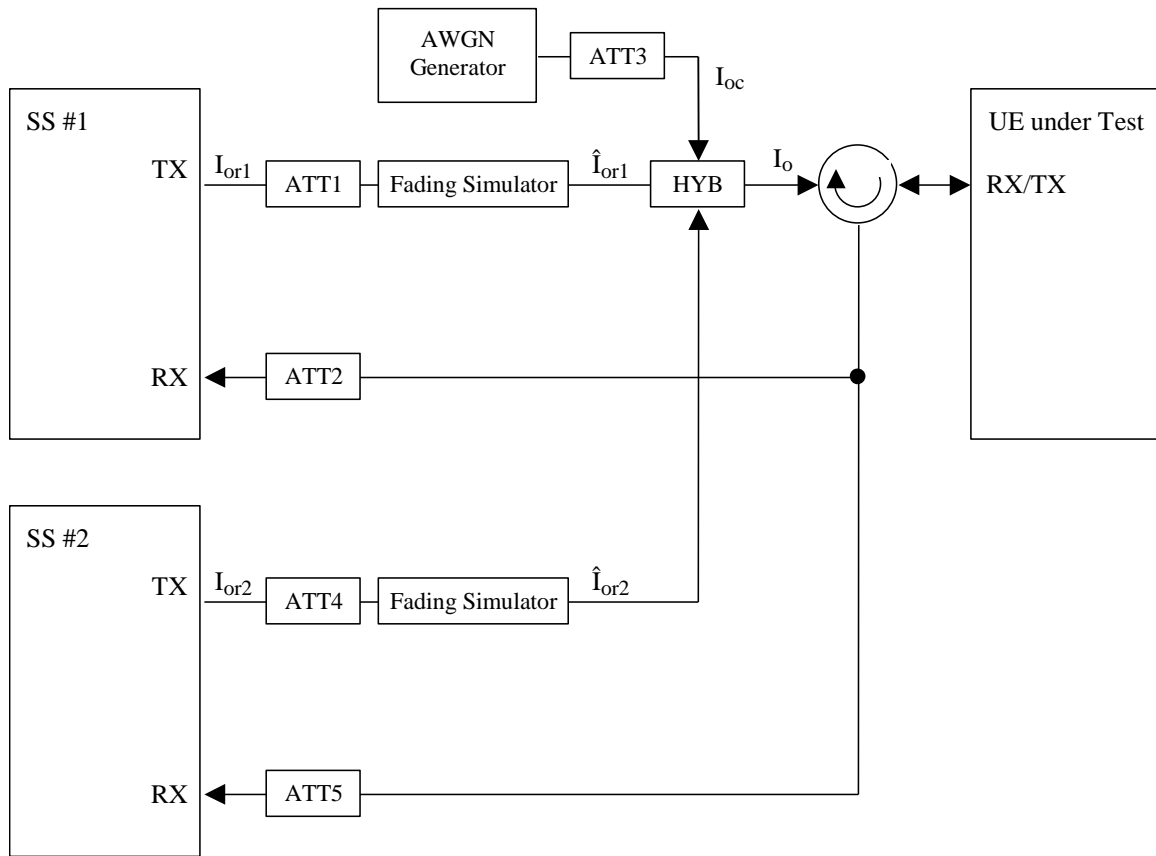 AWGN
Generator
ATT3
I_oc
SS #1
UE under Test
TX
I_or1
ATT1
Fading Simulator
Î_or1
HYB
I_o
RX/TX
RX
ATT2
SS #2
TX
I_or2
ATT4
Fading Simulator
Î_or2
RX
ATT5